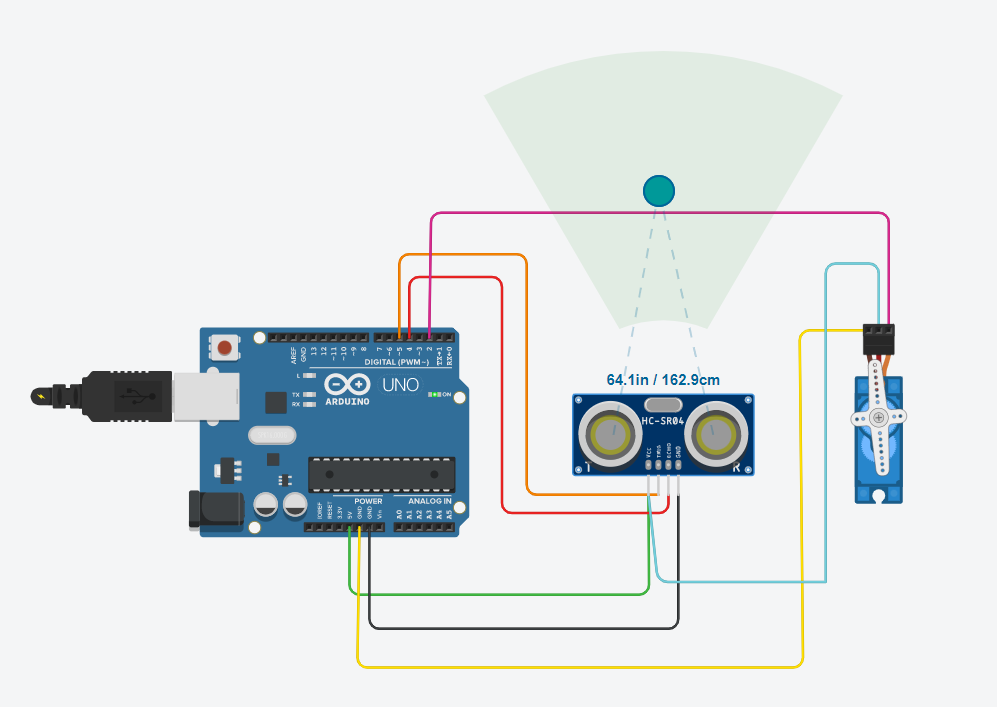 64.1in / 162.9cm
HC-SR04
VCC
TRIG
ECHO
GND
T
R
AREF
GND
13
12
~11
~10
~9
8
7
~6
~5
4
~3
2
TX→1
RX←0
DIGITAL (PWM~)
L
TX
RX
UNO
ARDUINO
ON
POWER
ANALOG IN
IOREF
RESET
3.3V
5V
GND
GND
Vin
A0
A1
A2
A3
A4
A5